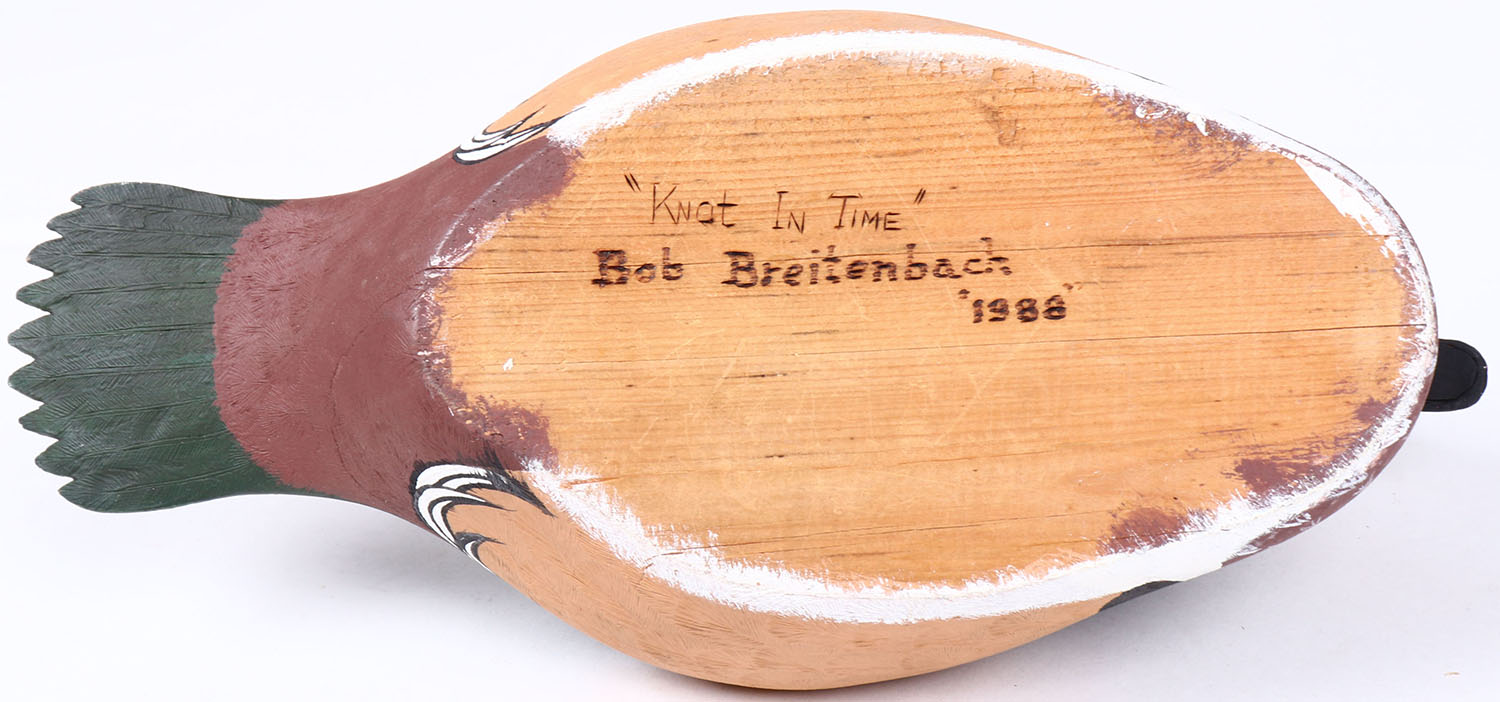 "KNOT IN TIME"
Bob Breitenbach
"1988"